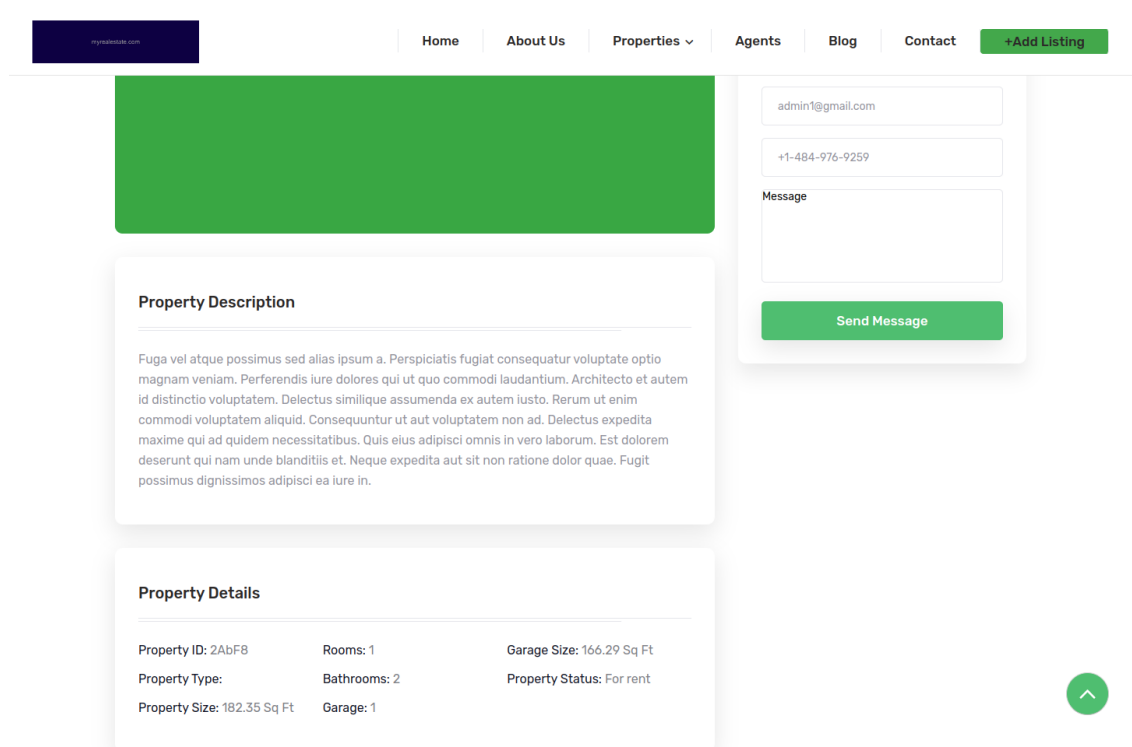 myrealestate.com
Home About Us Properties Agents Blog Contact +Add Listing
admin1@gmail.com
+1-484-976-9259
Message
Send Message
Property Description
Fuga vel atque possimus sed alias ipsum a. Perspiciatis fugiat consequatur voluptate optio
magnam veniam. Perferendis iure dolores qui ut quo commodi laudantium. Architecto et autem
id distinctio voluptatem. Delectus similique assumenda ex autem iusto. Rerum ut enim
commodi voluptatem aliquid. Consequuntur ut aut voluptatem non ad. Delectus expedita
maxime qui ad quidem necessitatibus. Quis eius adipisci omnis in vero laborum. Est dolorem
deserunt qui nam unde blanditiis et. Neque expedita aut sit non ratione dolor quae. Fugit
possimus dignissimos adipisci ea iure in.
Property Details
Property ID: 2AbF8 Rooms: 1 Garage Size: 166.29 Sq Ft
Property Type: Bathrooms: 2 Property Status: For rent
Property Size: 182.35 Sq Ft Garage: 1